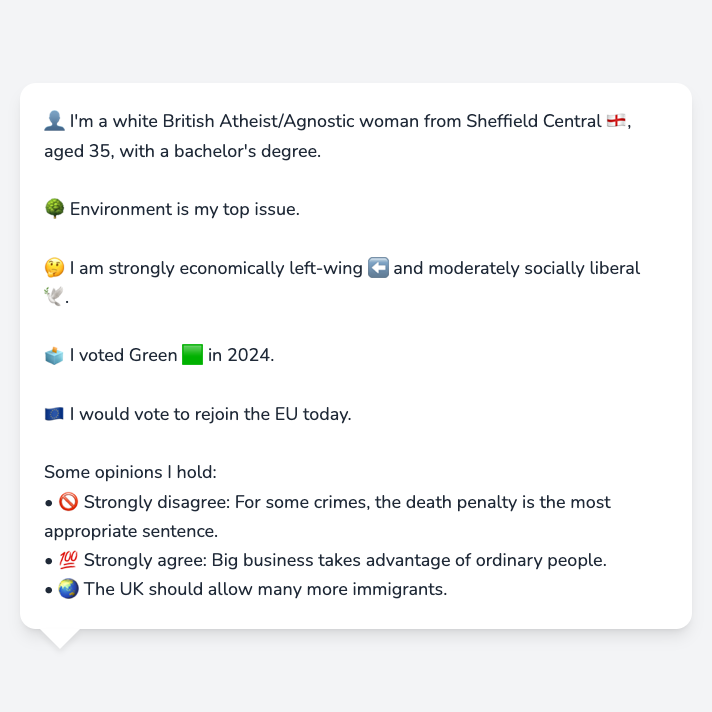 👤 I'm a white British Atheist/Agnostic woman from Sheffield Central 🏴󠁧󠁢󠁥󠁮󠁧󠁿,
aged 35, with a bachelor's degree.
🌳 Environment is my top issue.
🤔 I am strongly economically left-wing ⬅️ and moderately socially liberal
🕊️.
🗳️ I voted Green 🟩 in 2024.
🇪🇺 I would vote to rejoin the EU today.
Some opinions I hold:
• 🚫 Strongly disagree: For some crimes, the death penalty is the most
appropriate sentence.
• 💯 Strongly agree: Big business takes advantage of ordinary people.
• 🌏 The UK should allow many more immigrants.